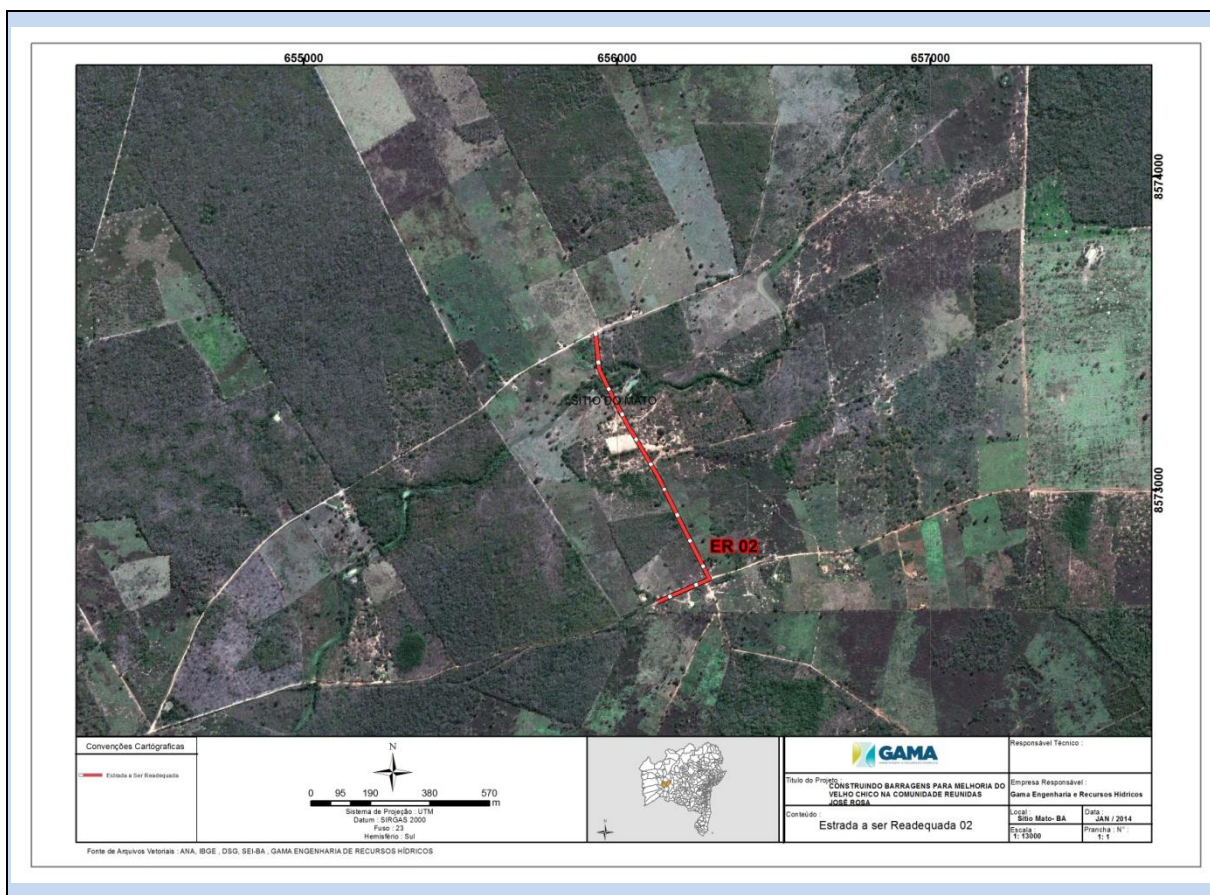 655000 656000 657000
8574000
SITIO DO MATO
8573000
ER 02
Convenções Cartógraficas
Estrada a Ser Readequada
N
0 95 190 380 570
m
Sistema de Projeção : UTM
Datum : SIRGAS 2000
Fuso : 23
Hemisfério : Sul
GAMA
Titulo do Projeto :
CONSTRUINDO BARRAGENS PARA MELHORIA DO
VELHO CHICO NA COMUNIDADE REUNIDAS
JOSÉ ROSA
Conteúdo :
Estrada a ser Readequada 02
Responsável Técnico :
Empresa Responsável :
Gama Engenharia e Recursos Hídricos
Local :
Sítio Mato- BA
Data :
JAN / 2014
Escala :
1: 13000
Prancha : N° :
1: 1
Fonte de Arquivos Vetoriais : ANA, IBGE , DSG, SEI-BA , GAMA ENGENHARIA DE RECURSOS HÍDRICOS